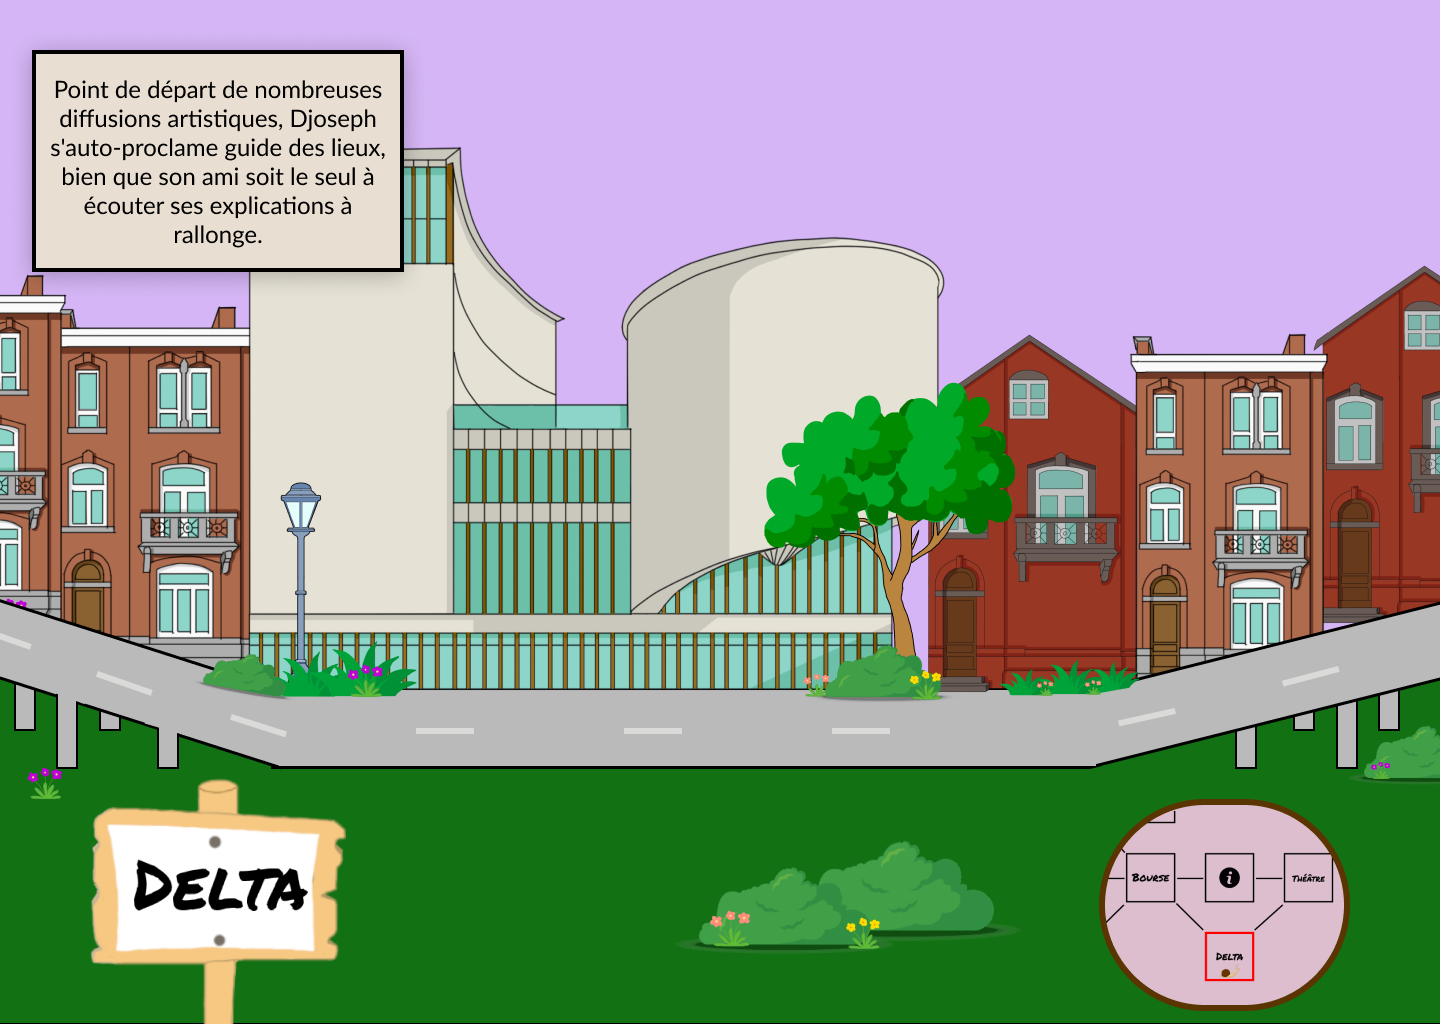 Point de départ de nombreuses
diffusions artistiques, Djoseph
s'auto-proclame guide des lieux,
bien que son ami soit le seul à
écouter ses explications à
rallonge.
DELTA
BOURSE
i
THÉÂTRE
DELTA